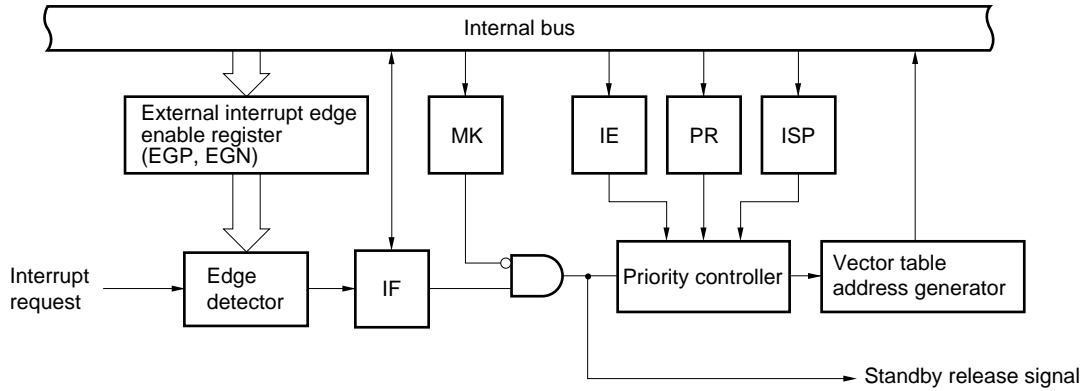 Internal bus
External interrupt edge
enable register
(EGP, EGN)
MK
IE
PR
ISP
Interrupt
request
Edge
detector
IF
Priority controller
Vector table
address generator
Standby release signal